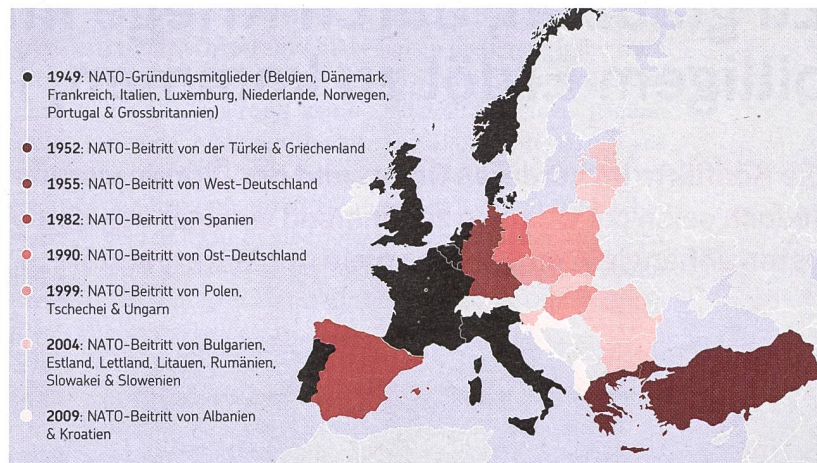 1949: NATO-Gründungsmitglieder (Belgien, Dänemark,
Frankreich, Italien, Luxemburg, Niederlande, Norwegen,
Portugal & Grossbritannien)
1952: NATO-Beitritt von der Türkei & Griechenland
1955: NATO-Beitritt von West-Deutschland
1982: NATO-Beitritt von Spanien
1990: NATO-Beitritt von Ost-Deutschland
1999: NATO-Beitritt von Polen,
Tschechei & Ungarn
2004: NATO-Beitritt von Bulgarien,
Estland, Lettland, Litauen, Rumänien,
Slowakei & Slowenien
2009: NATO-Beitritt von Albanien
& Kroatien